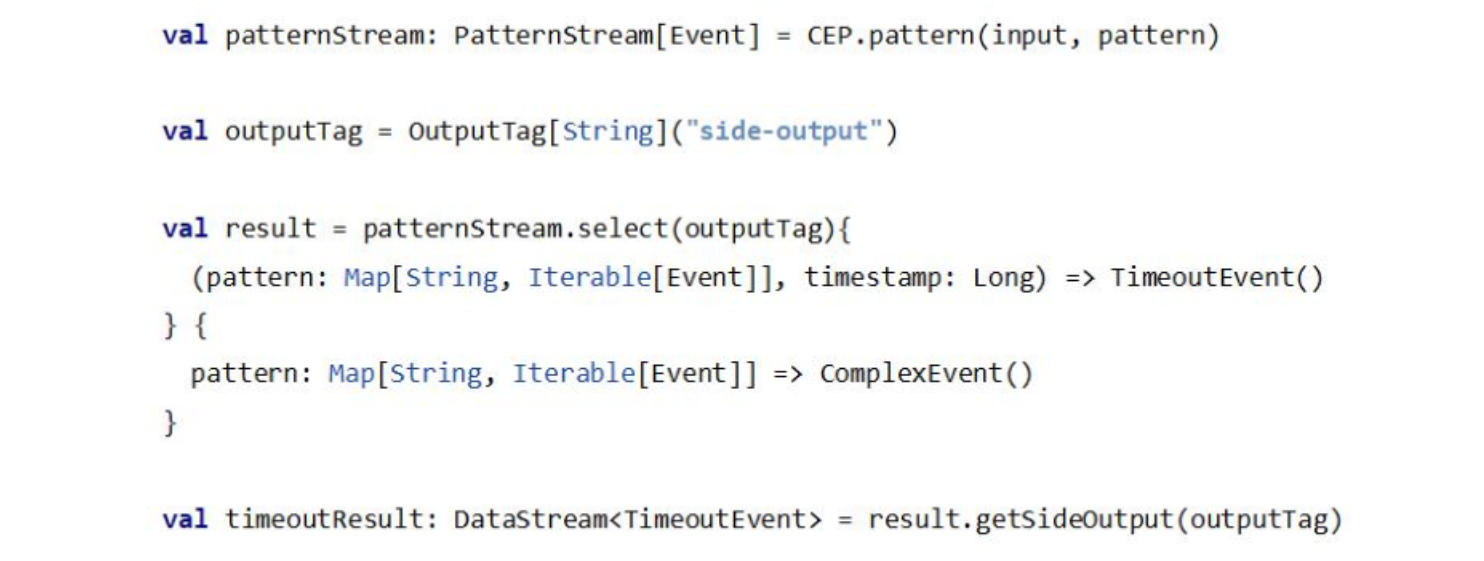 val patternStream: PatternStream[Event] = CEP.pattern(input, pattern)
val outputTag = OutputTag[String]("side-output")
val result = patternStream.select(outputTag){
(pattern: Map[String, Iterable[Event]], timestamp: Long) => TimeoutEvent()
} {
pattern: Map[String, Iterable[Event]] => ComplexEvent()
}
val timeoutResult: DataStream<TimeoutEvent> = result.getSideOutput(outputTag)